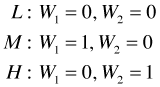 L : W₁ = 0, W₂ = 0
M : W₁ = 1, W₂ = 0
H : W₁ = 0, W₂ = 1